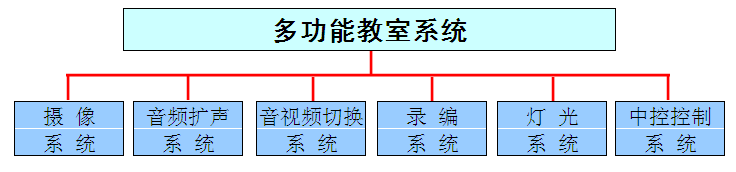 多功能教室系统
摄 像
系 统
音频扩声
系 统
音视频切换
系 统
录 编
系 统
灯 光
系 统
中控控制
系 统